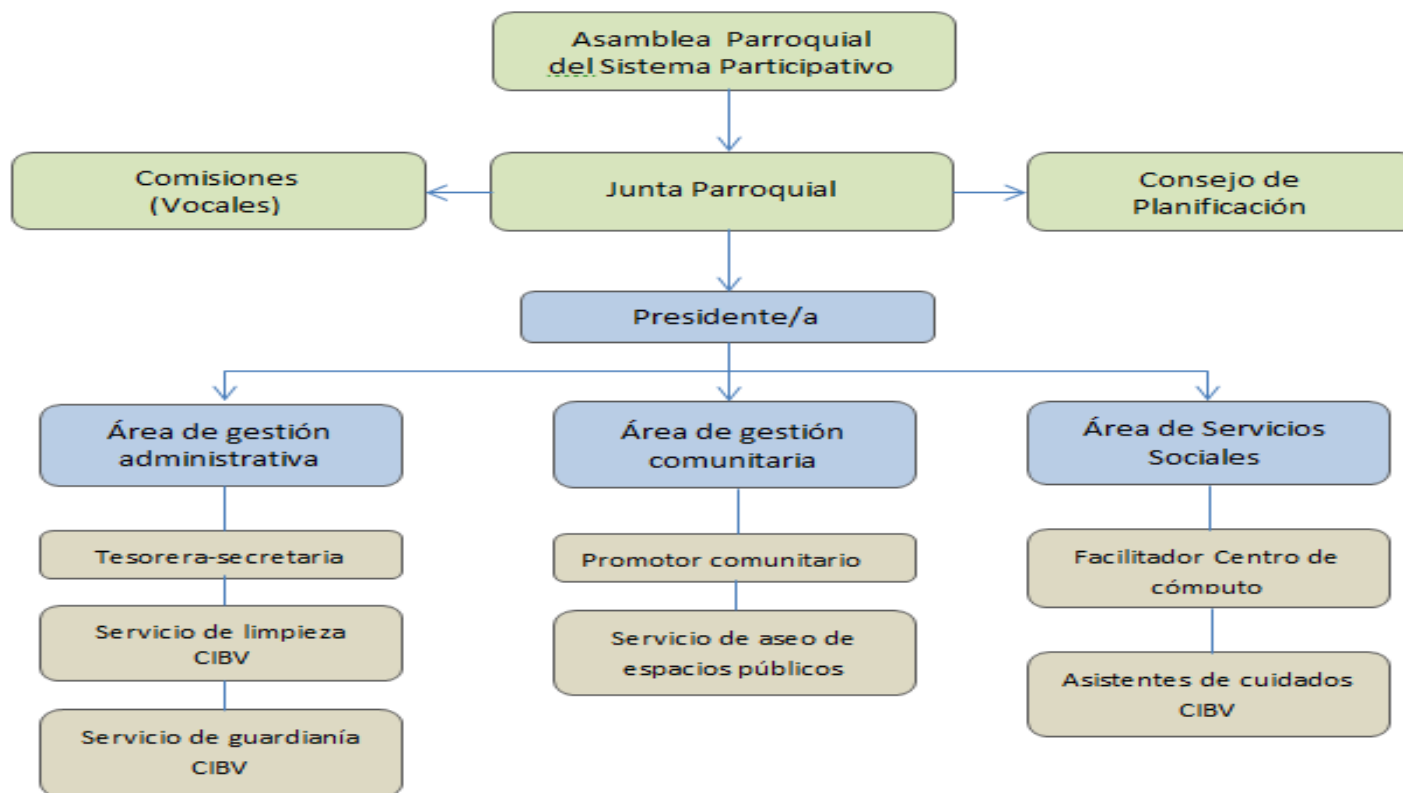 Asamblea Parroquial
del Sistema Participativo
Comisiones
(Vocales)
Junta Parroquial
Consejo de
Planificación
Presidente/a
Área de gestión
administrativa
Área de gestión
comunitaria
Área de Servicios
Sociales
Tesorera-secretaria
Promotor comunitario
Facilitador Centro de
cómputo
Servicio de limpieza
CIBV
Servicio de aseo de
espacios públicos
Asistentes de cuidados
CIBV
Servicio de guardianía
CIBV